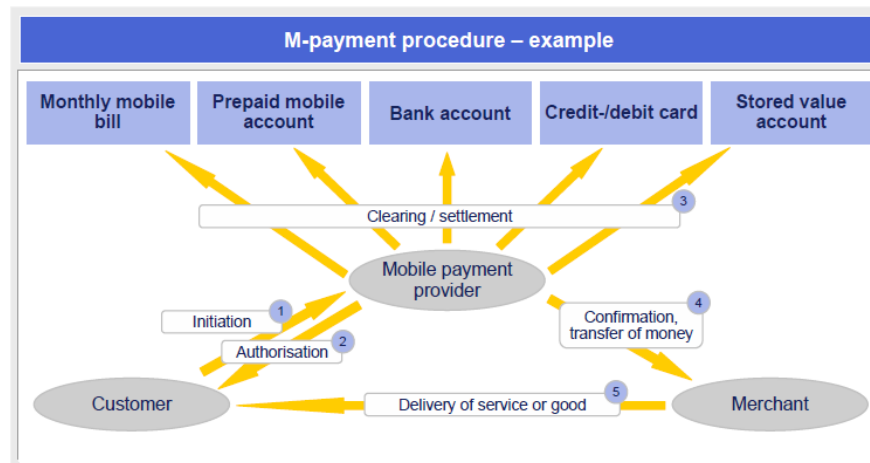 M-payment procedure – example
Monthly mobile
bill
Prepaid mobile
account
Bank account
Credit-/debit card
Stored value
account
Clearing / settlement
3
Mobile payment
provider
Initiation
1
Authorisation
2
Confirmation,
transfer of money
4
Customer
Delivery of service or good
5
Merchant